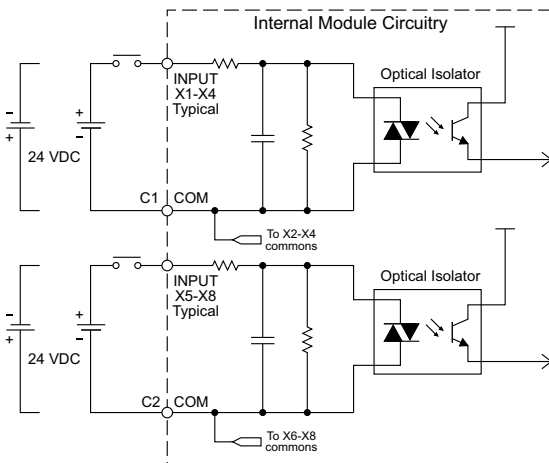 Internal Module Circuitry
Optical Isolator
INPUT
X1-X4
Typical
-
+
+
-
24 VDC
C1 COM
To X2-X4
commons
Optical Isolator
INPUT
X5-X8
Typical
-
+
+
-
24 VDC
C2 COM
To X6-X8
commons